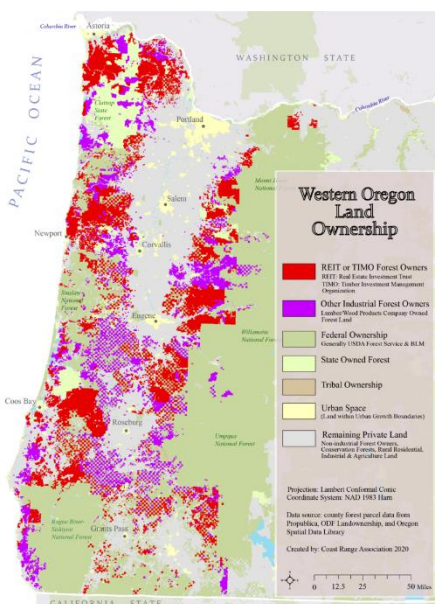 Columbia River
Astoria
WASHINGTON STATE
PACIFIC OCEAN
Clatsop
State
Forest
Columbia River
Portland
Mount Hood
National Forest
Salem
Newport
Corvallis
Siuslaw
National
Forest
Eugene
Willamette
National Forest
Coos Bay
Roseburg
Umpqua
National Forest
Rogue River
Siskiyou
National Forest
Grants Pass
CALIFORNIA STATE
Western Oregon
Land
Ownership
REIT or TIMO Forest Owners
REIT: Real Estate Investment Trust
TIMO: Timber Investment Management
Organization
Other Industrial Forest Owners
Lumber/Wood Products Company Owned
Forest Land
Federal Ownership
Generally USDA Forest Service & BLM
State Owned Forest
Tribal Ownership
Urban Space
(Land within Urban Growth Boundaries)
Remaining Private Land
Non-industrial Forest Owners,
Conservation Forests, Rural Residential,
Industrial & Agriculture Land
Projection: Lambert Conformal Conic
Coordinate System: NAD 1983 Harn
Data source: county forest parcel data from
Propublica, ODF Landownership, and Oregon
Spatial Data Library
Created by: Coast Range Association 2020
0 12.5 25 50 Miles